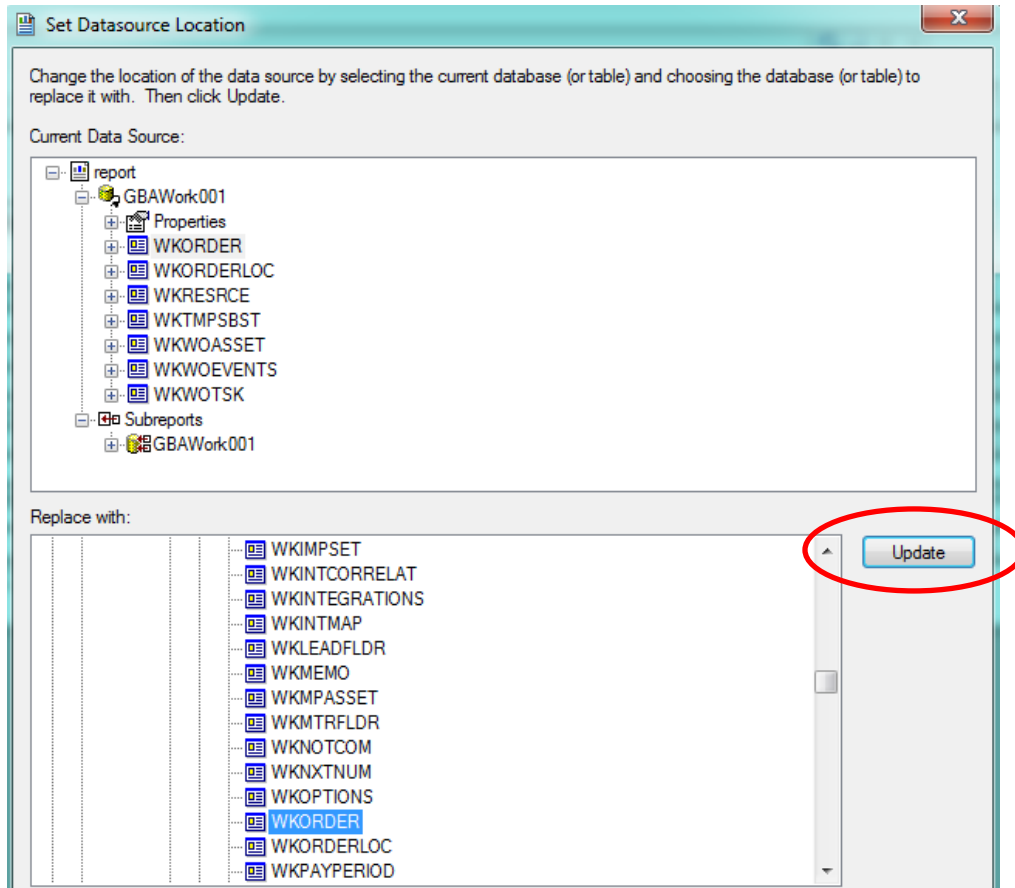 Set Datasource Location
Change the location of the data source by selecting the current database (or table) and choosing the database (or table) to
replace it with. Then click Update.
Current Data Source:
report
GBAWork001
Properties
WKORDER
WKORDERLOC
WKRESRCE
WKTMPSBST
WKWOASSET
WKWOEVENTS
WKWOTSK
Subreports
GBAWork001
Replace with:
WKIMPSET
Update
WKINTCORRELAT
WKINTEGRATIONS
WKINTMAP
WKLEADFLDR
WKMEMO
WKMPASSET
WKMTRFLDR
WKNOTCOM
WKNXTNUM
WKOPTIONS
WKORDER
WKORDERLOC
WKPAYPERIOD